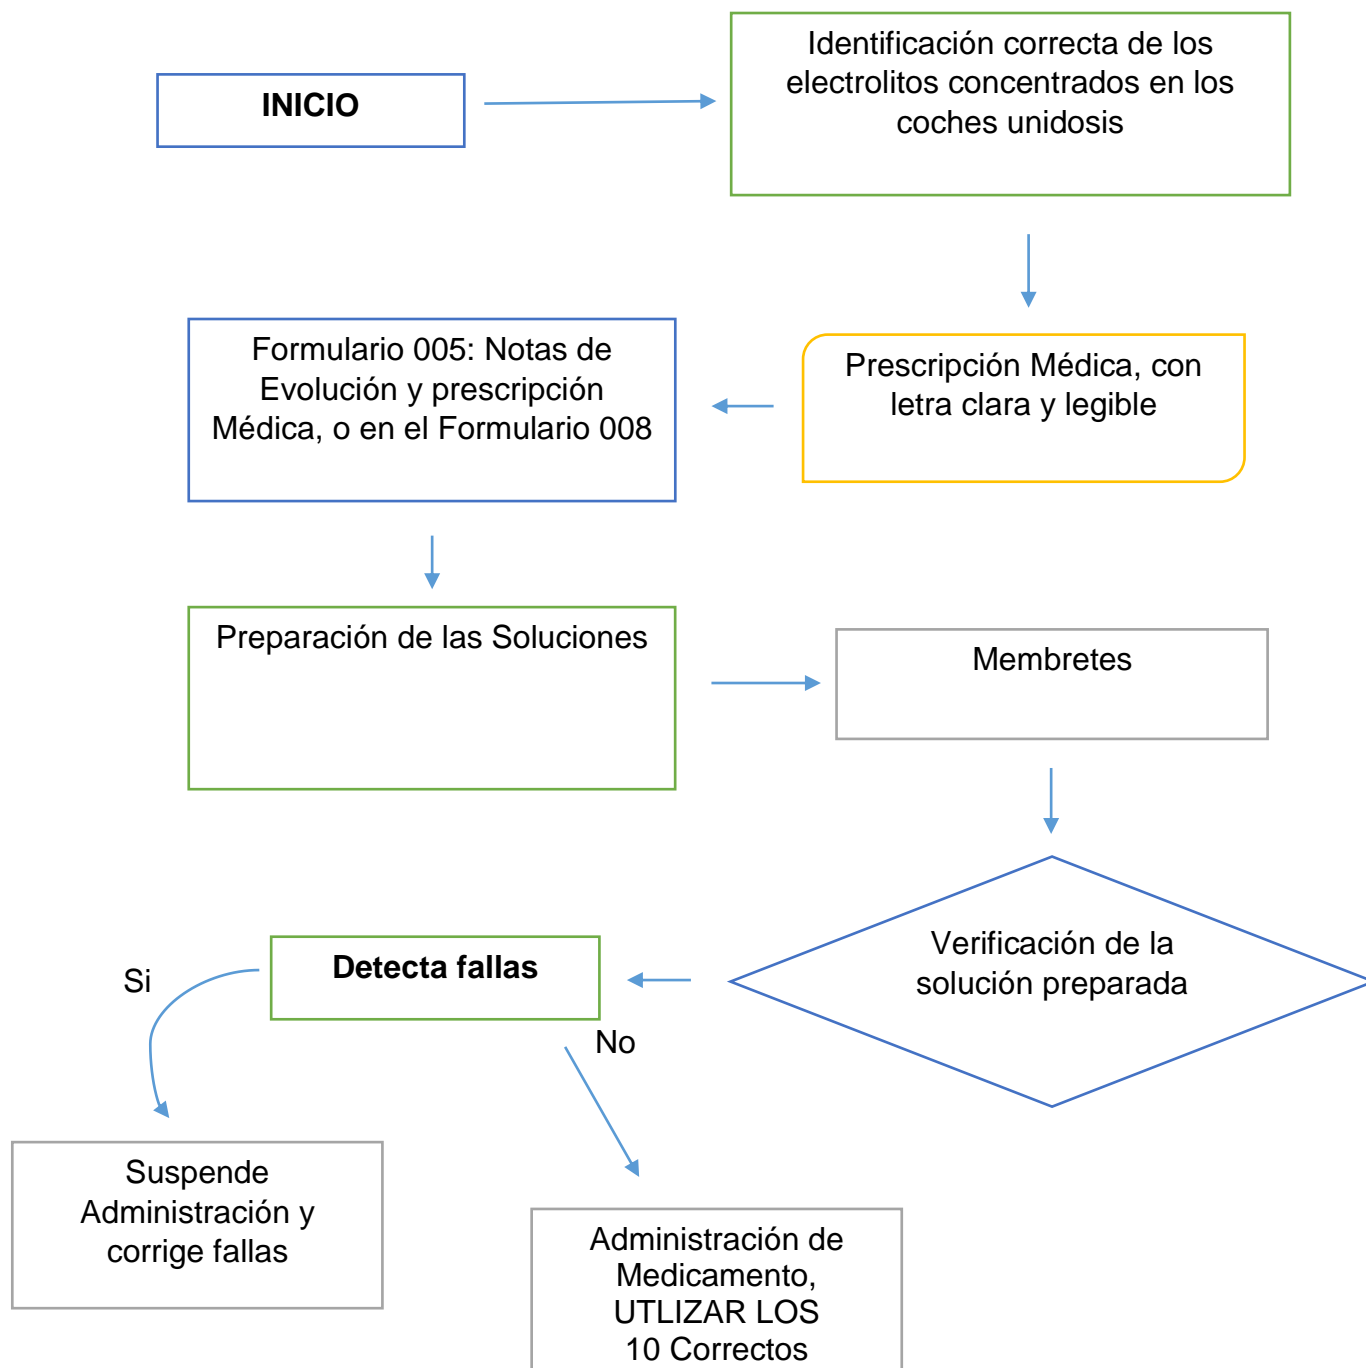 INICIO
Identificación correcta de los
electrolitos concentrados en los
coches unidosis
Prescripción Médica, con
letra clara y legible
Formulario 005: Notas de
Evolución y prescripción
Médica, o en el Formulario 008
Preparación de las Soluciones
Membretes
Verificación de la
solución preparada
Detecta fallas
Si
No
Suspende
Administración y
corrige fallas
Administración de
Medicamento,
UTLIZAR LOS
10 Correctos